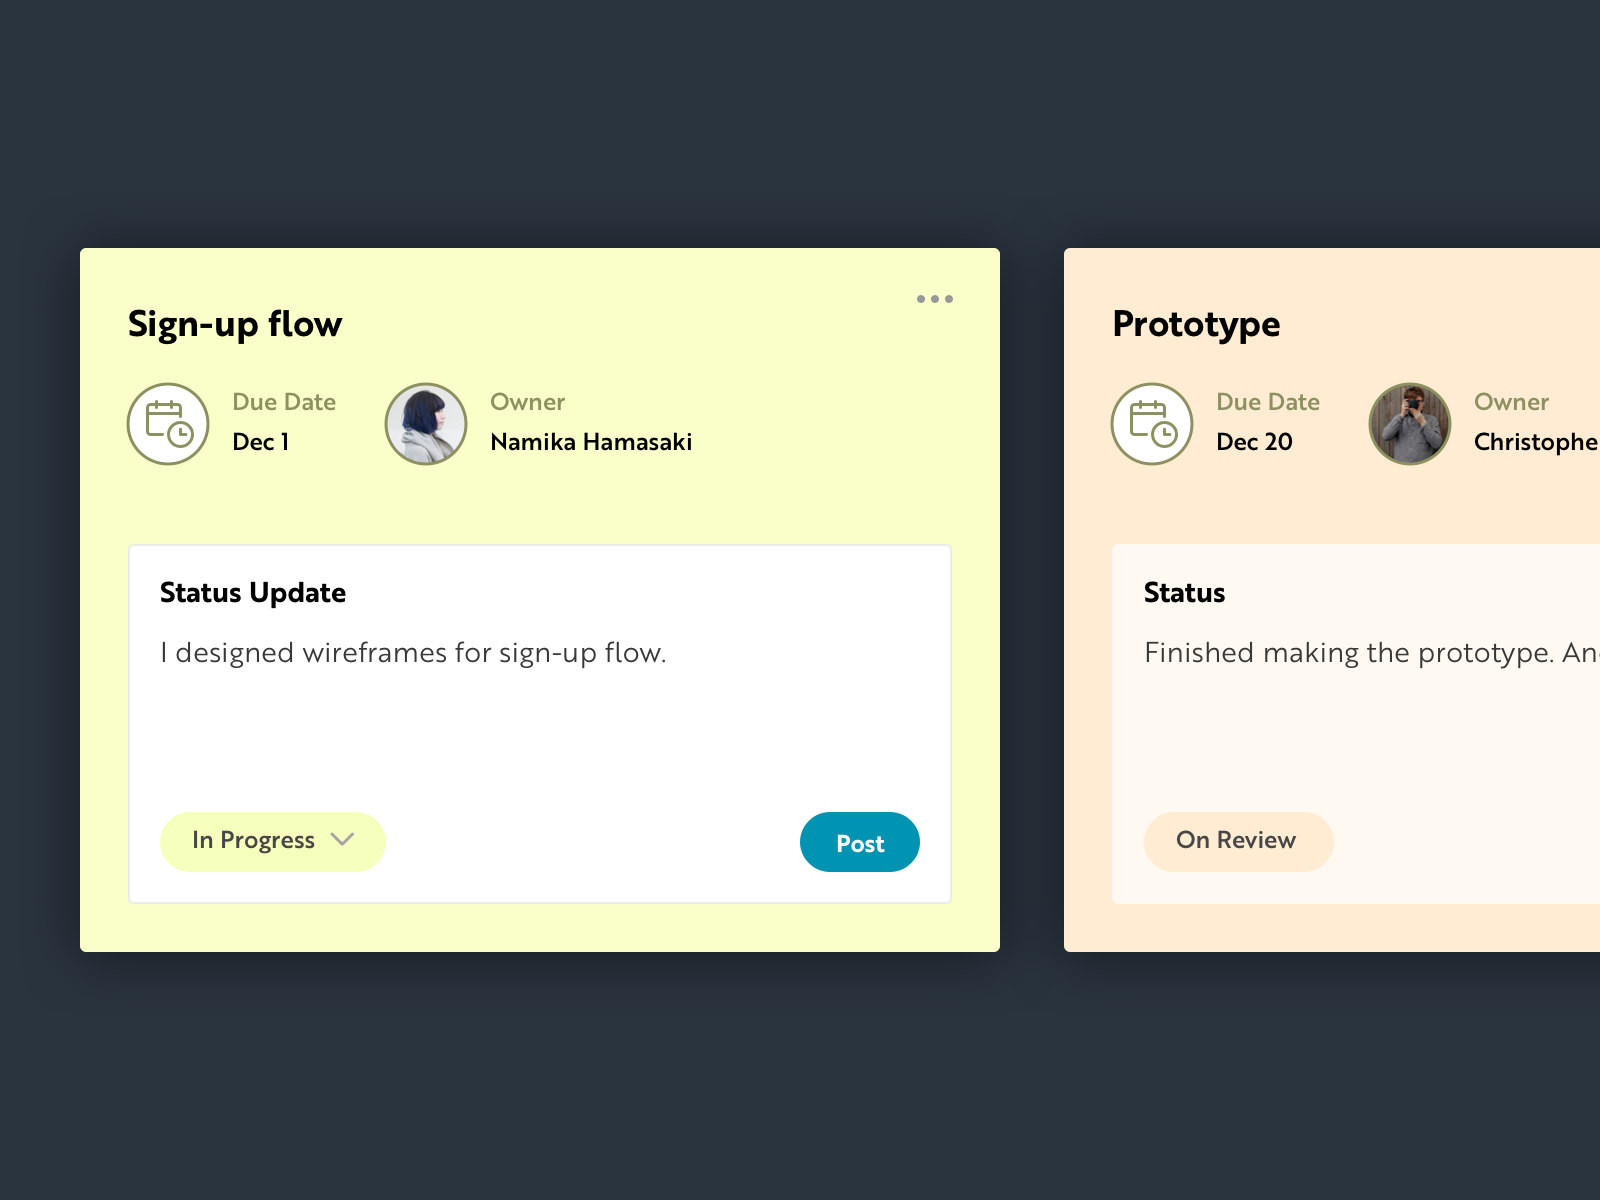 Sign-up flow
Due Date
Dec 1
Owner
Namika Hamasaki
Status Update
I designed wireframes for sign-up flow.
In Progress
Post
Prototype
Due Date
Dec 20
Owner
Christophe
Status
Finished making the prototype. An
On Review